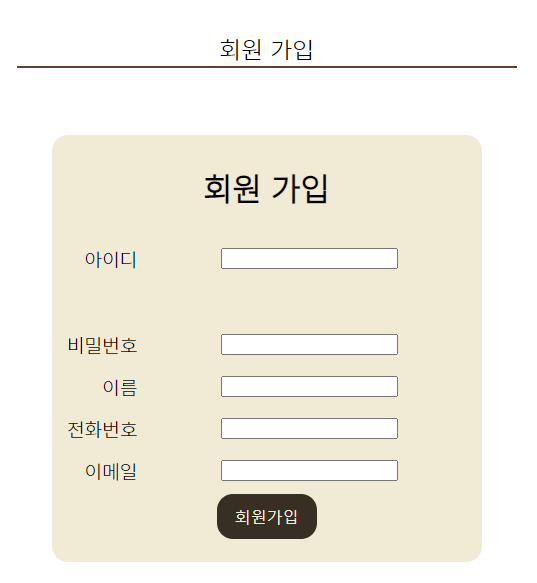 회원 가입
회원 가입
아이디
비밀번호
이름
전화번호
이메일
회원가입